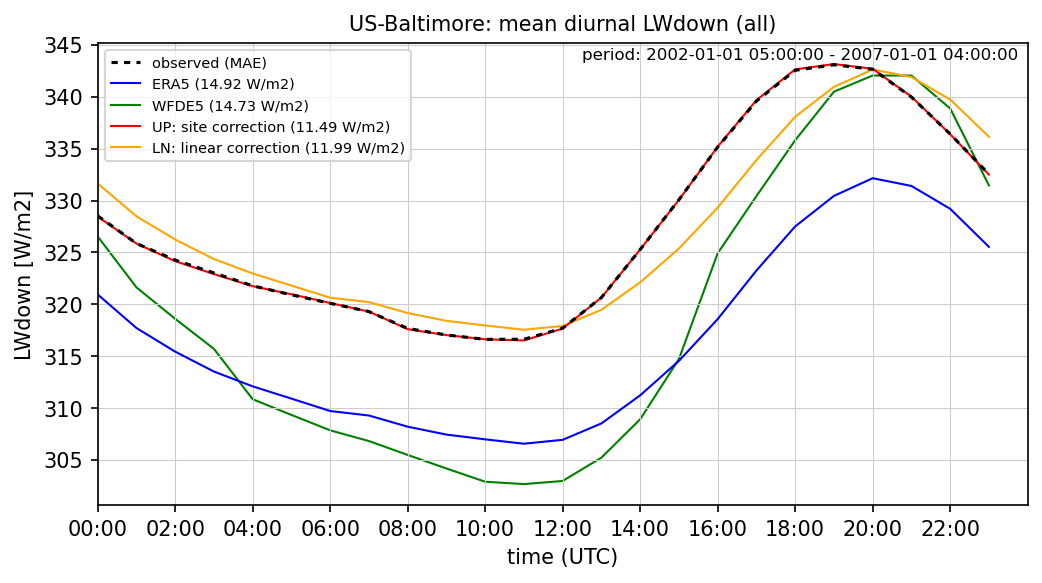 US-Baltimore: mean diurnal LWdown (all)
period: 2002-01-01 05:00:00 - 2007-01-01 04:00:00
observed (MAE)
ERA5 (14.92 W/m2)
WFDE5 (14.73 W/m2)
UP: site correction (11.49 W/m2)
LN: linear correction (11.99 W/m2)
LWdown [W/m2]
345
340
335
330
325
320
315
310
305
00:00 02:00 04:00 06:00 08:00 10:00 12:00 14:00 16:00 18:00 20:00 22:00
time (UTC)